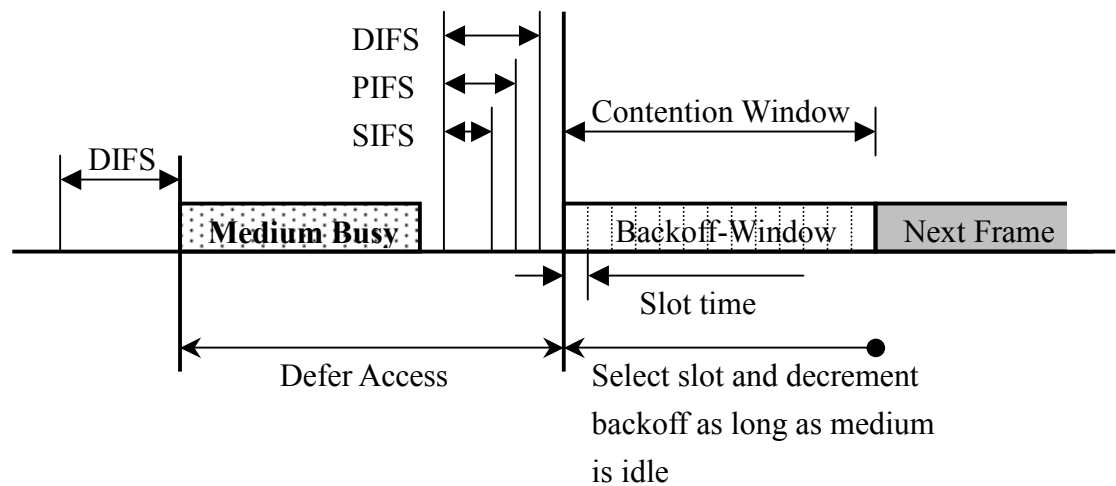 DIFS
PIFS
SIFS
Contention Window
DIFS
Medium Busy
Backoff-Window
Next Frame
Slot time
Defer Access
Select slot and decrement
backoff as long as medium
is idle